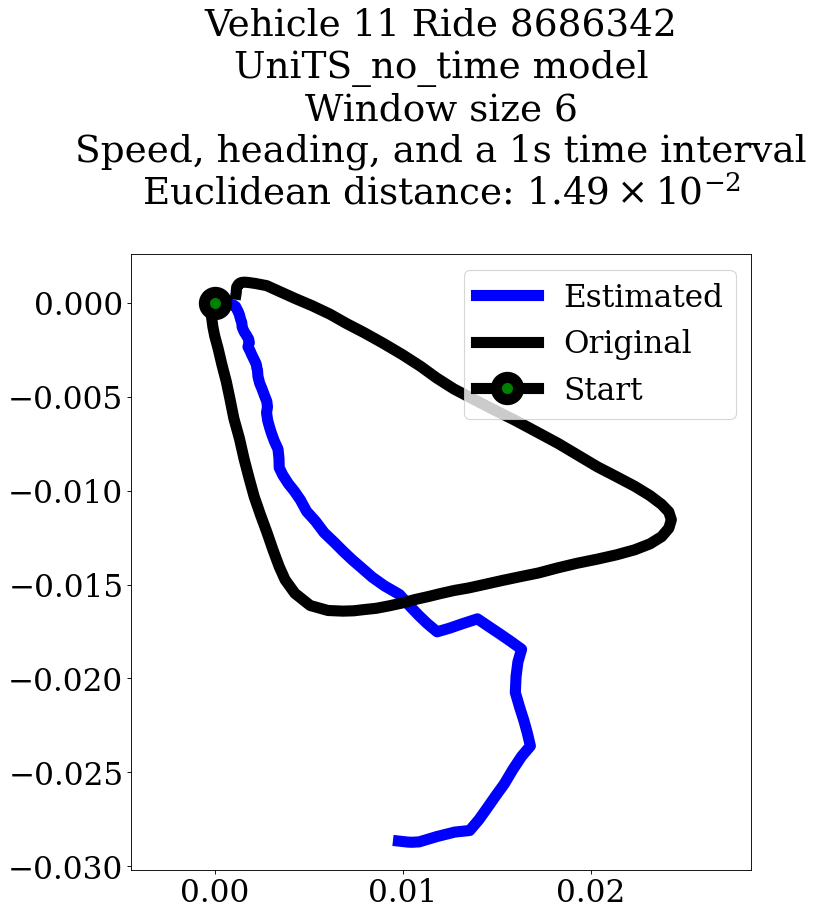 Vehicle 11 Ride 8686342
UniTS_no_time model
Window size 6
Speed, heading, and a 1s time interval
Euclidean distance: 1.49 × 10⁻²
Estimated
Original
Start
0.000
−0.005
−0.010
−0.015
−0.020
−0.025
−0.030
0.00 0.01 0.02